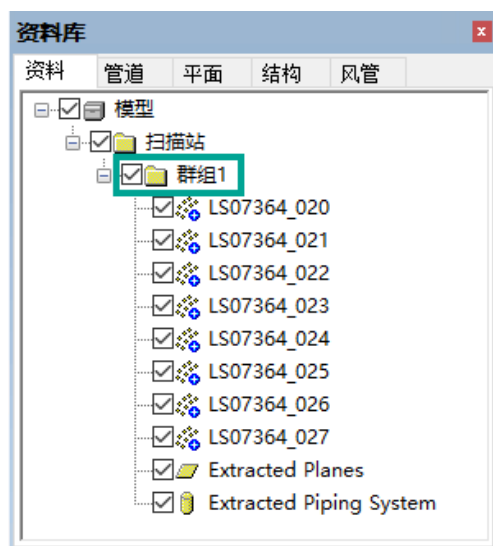 资料库
资料 管道 平面 结构 风管
模型
扫描站
群组1
LS07364_020
LS07364_021
LS07364_022
LS07364_023
LS07364_024
LS07364_025
LS07364_026
LS07364_027
Extracted Planes
Extracted Piping System